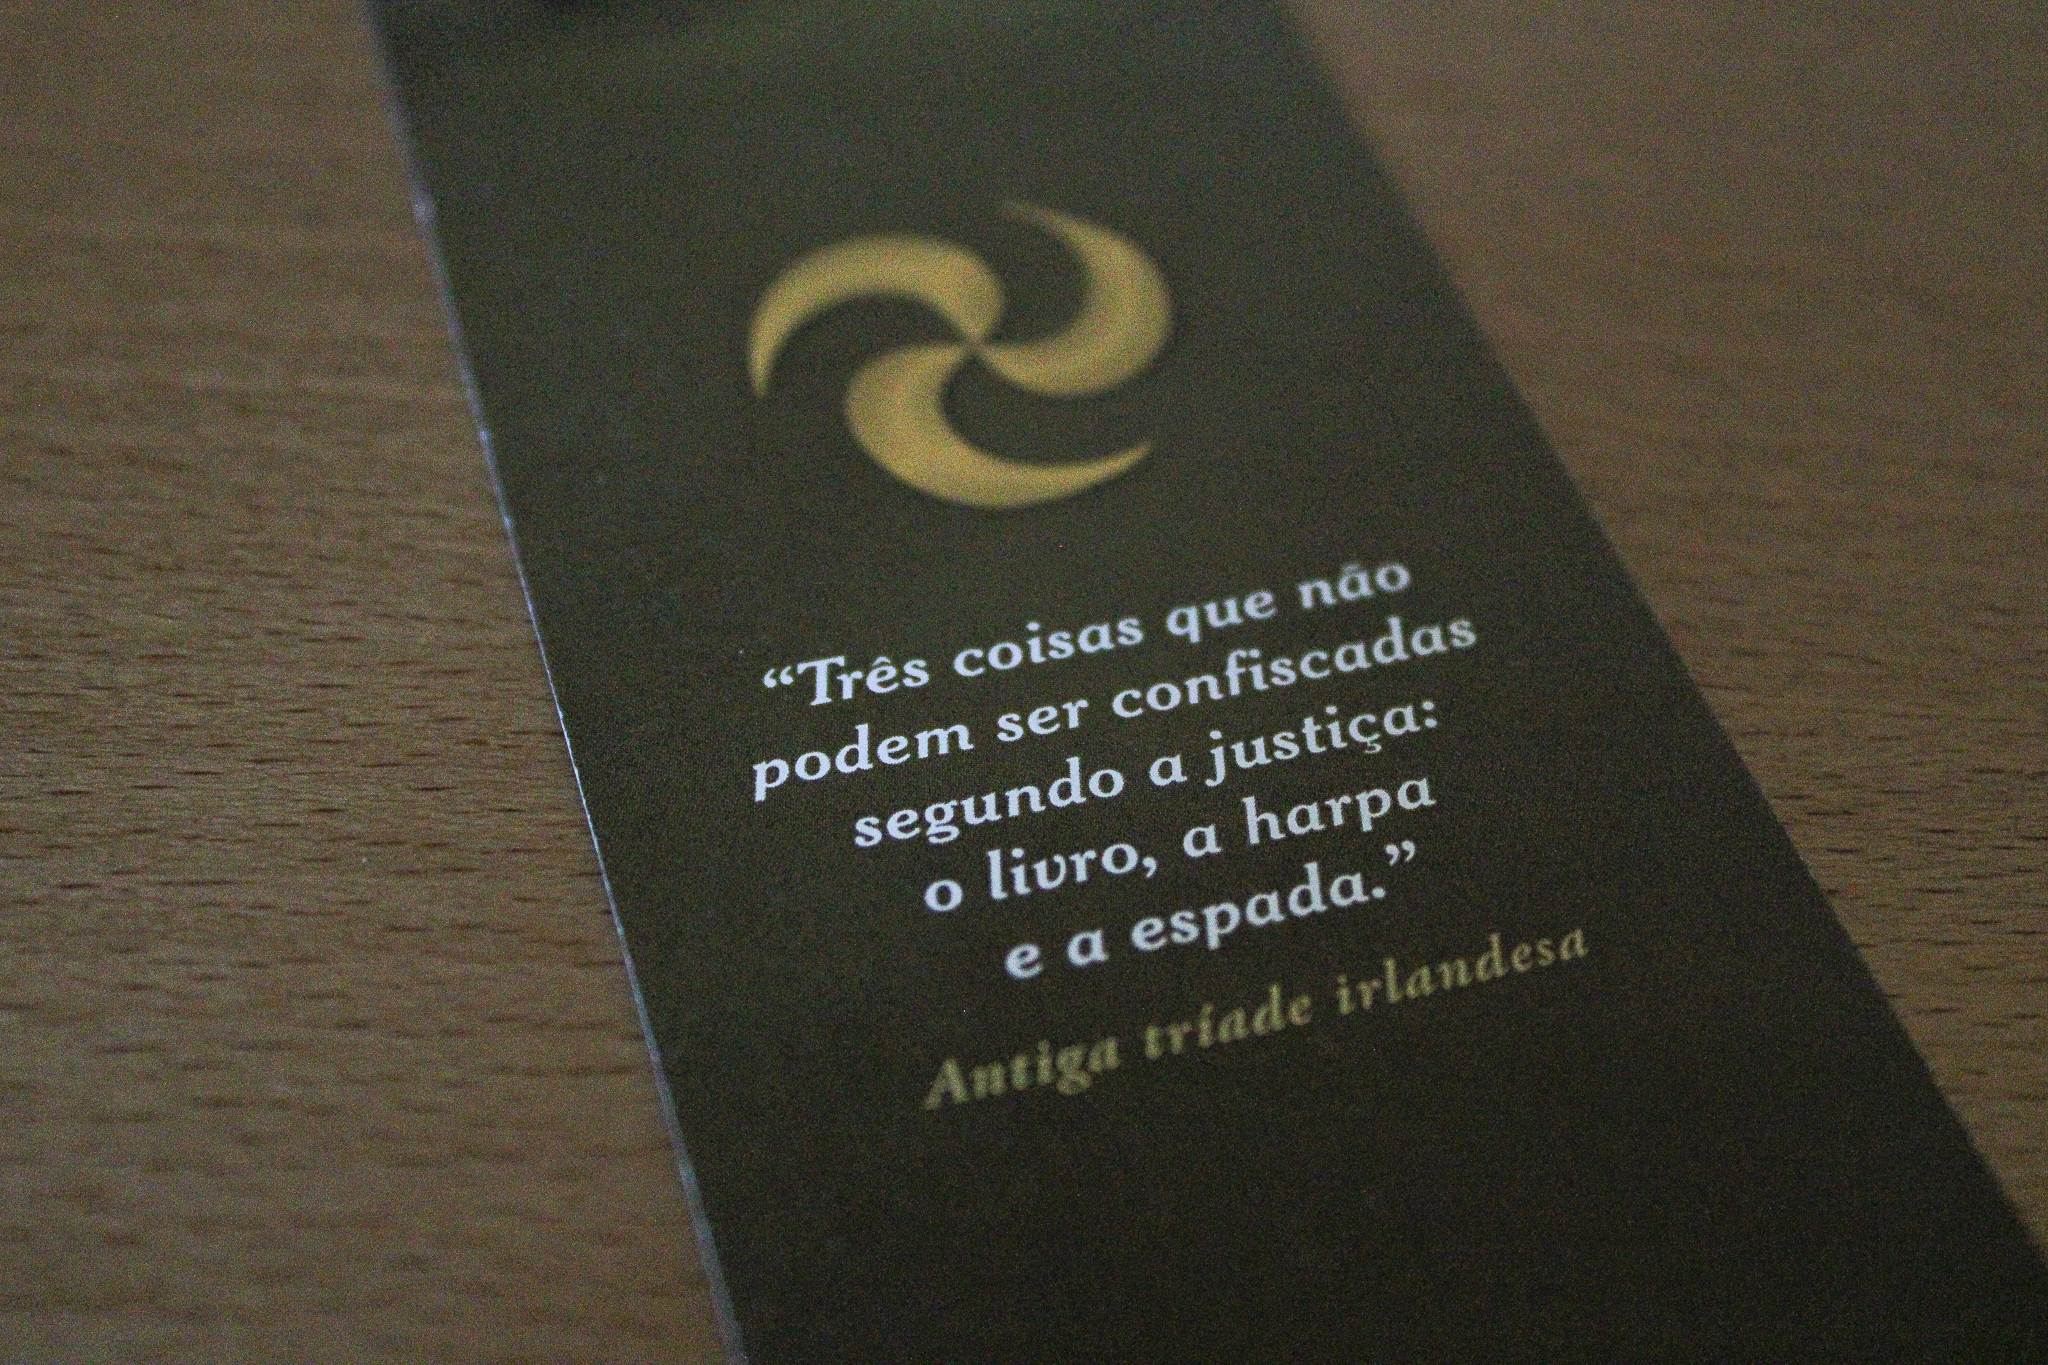 “Três coisas que não
podem ser confiscadas
segundo a justiça:
o livro, a harpa
e a espada.”
Antiga tríade irlandesa